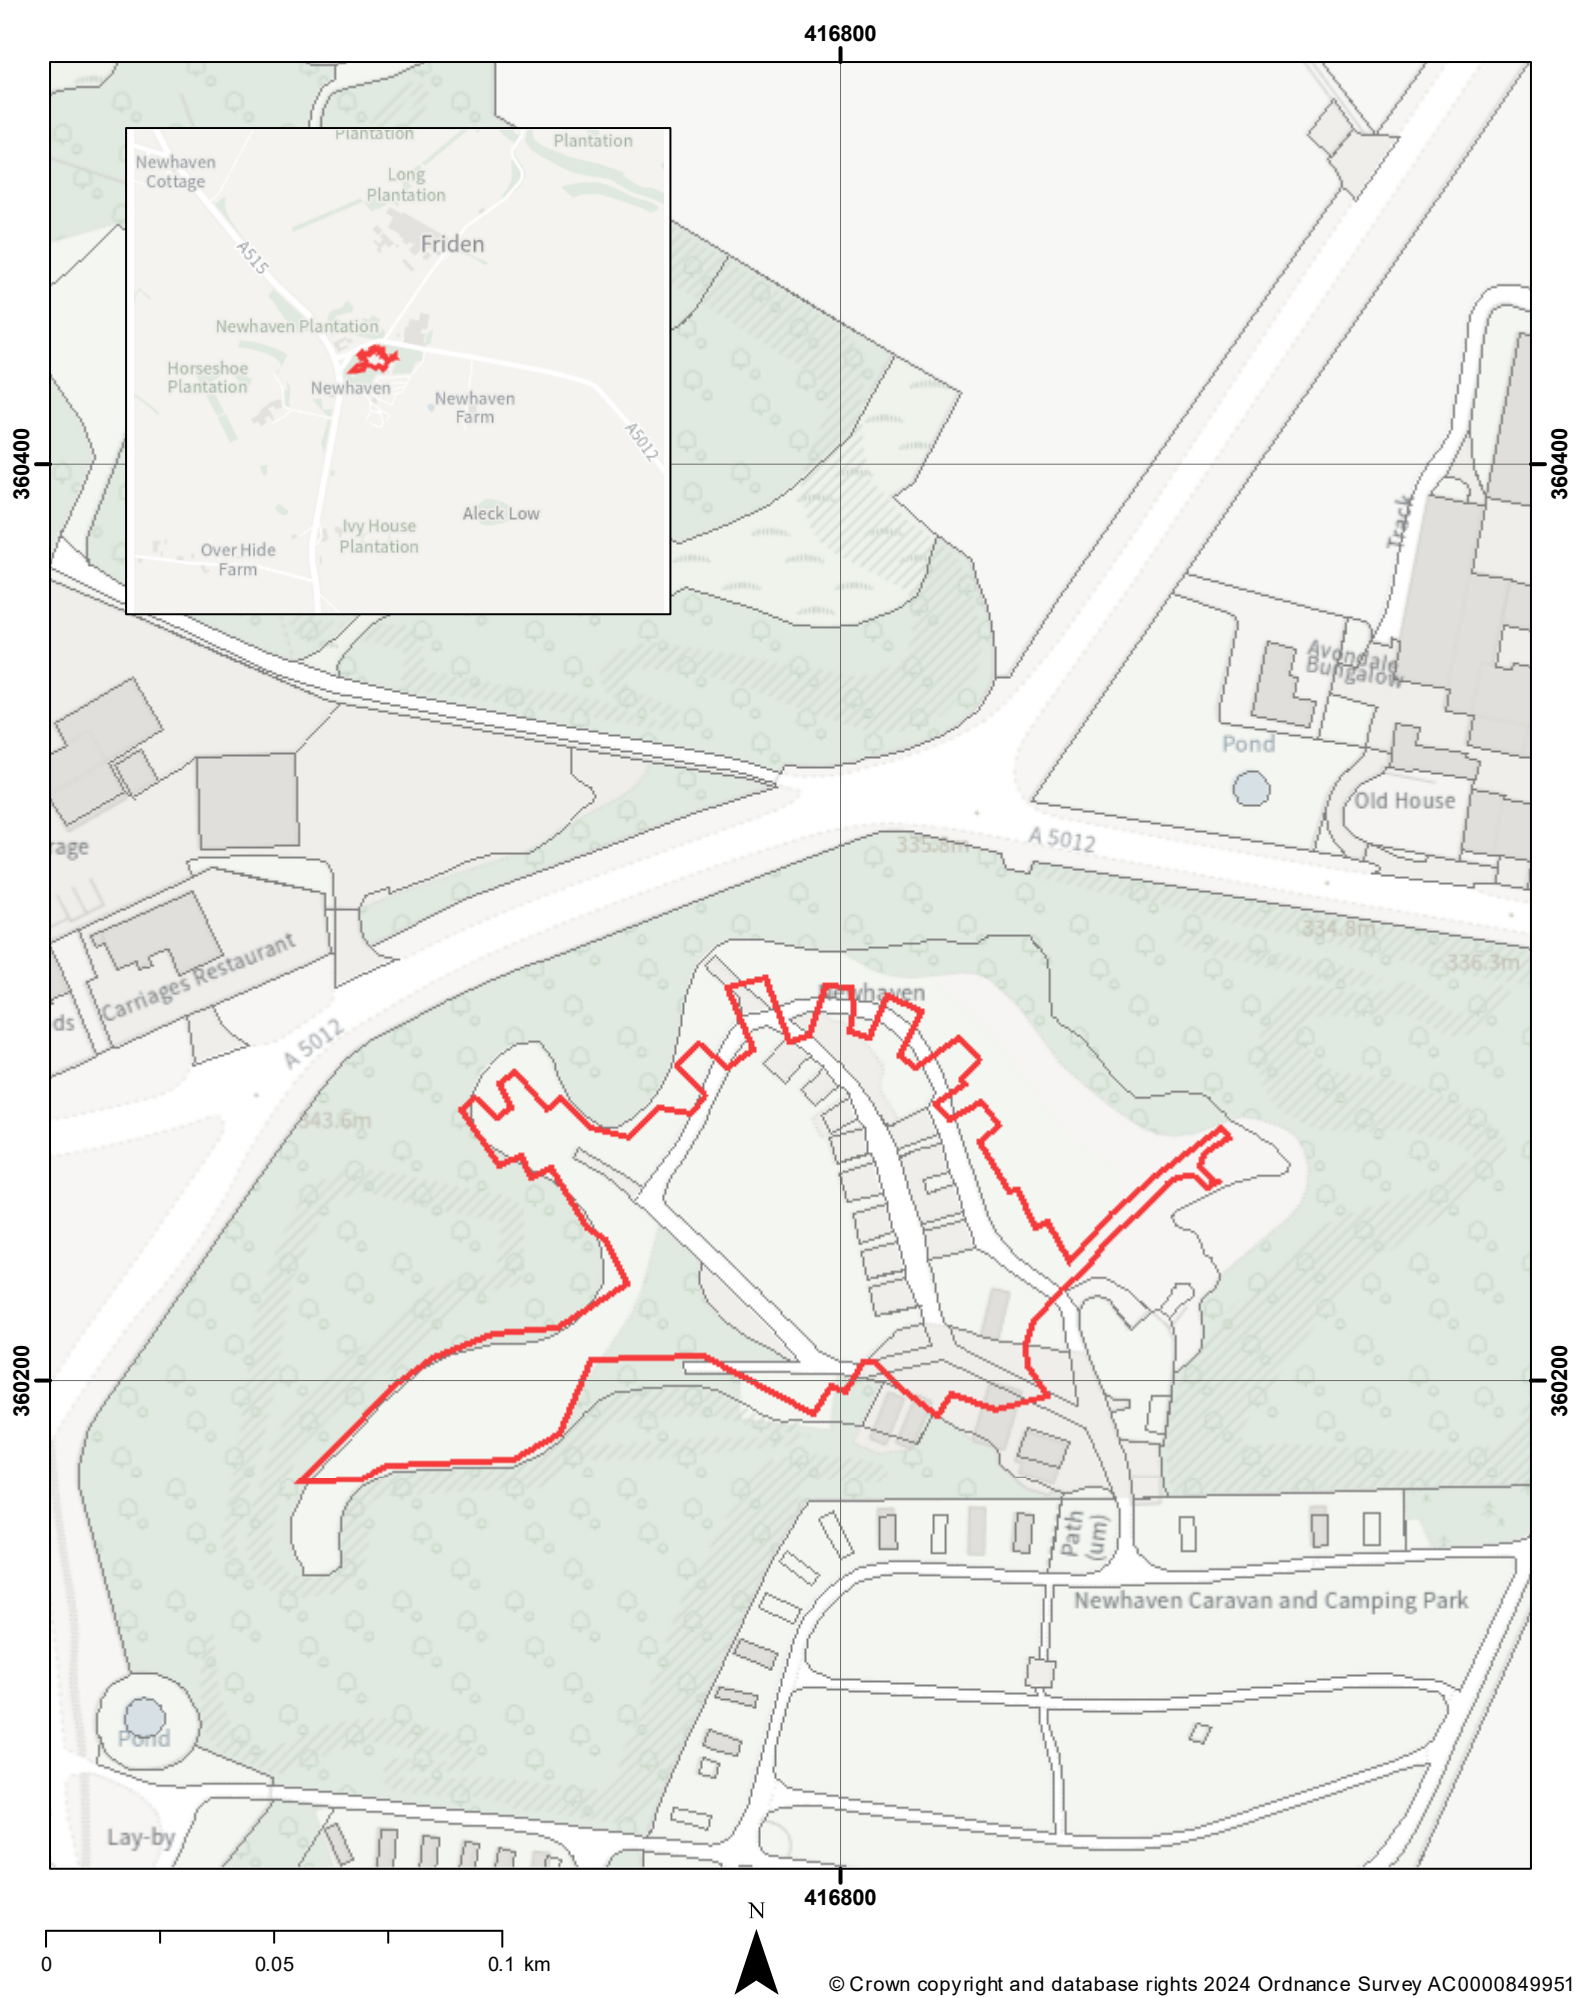 416800
Plantation
Plantation
Newhaven
Cottage
Long
Plantation
Friden
A515
Newhaven Plantation
Horseshoe
Plantation
Newhaven
Newhaven
Farm
A5012
Aleck Low
Ivy House
Plantation
Over Hide
Farm
360400
360400
Track
Avondale
Bungalow
Pond
Old House
A 5012
335.8m
rage
334.8m
336.3m
Carriages Restaurant
ds
A 5012
Newhaven
343.6m
360200
360200
Path
(um)
Newhaven Caravan and Camping Park
Pond
Lay-by
416800
N
0 0.05 0.1 km
© Crown copyright and database rights 2024 Ordnance Survey AC0000849951